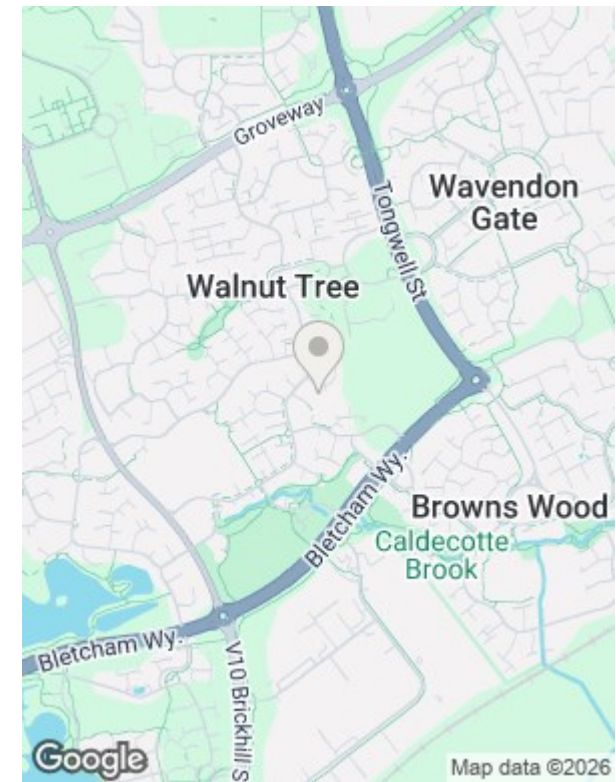 Groveway
Tongwell St
Wavendon
Gate
Walnut Tree
Bletcham Wy.
Browns Wood
Caldecotte
Brook
Bletcham Wy.
V10 Brickhill S
Google
Map data ©2026